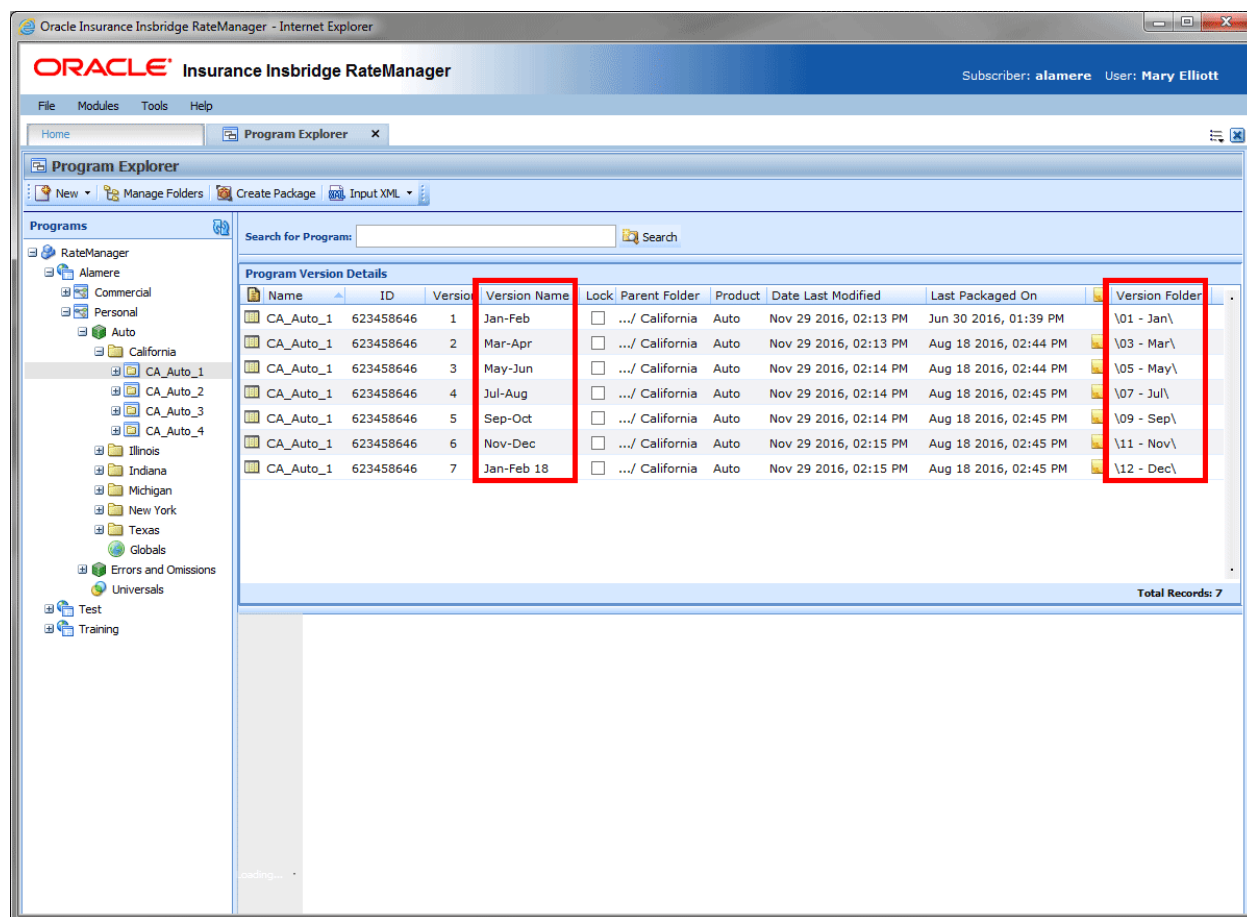 Oracle Insurance Insbridge RateManager - Internet Explorer
ORACLE® Insurance Insbridge RateManager
Subscriber: alamere User: Mary Elliott
File Modules Tools Help
Home Program Explorer x
Program Explorer
New Manage Folders Create Package Input XML
Programs
RateManager
Alamere
Commercial
Personal
Auto
California
CA_Auto_1
CA_Auto_2
CA_Auto_3
CA_Auto_4
Illinois
Indiana
Michigan
New York
Texas
Globals
Errors and Omissions
Universals
Test
Training
Search for Program: Search
Program Version Details
Name ID Version Version Name Lock Parent Folder Product Date Last Modified Last Packaged On Version Folder
CA_Auto_1 623458646 1 Jan-Feb .../ California Auto Nov 29 2016, 02:13 PM Jun 30 2016, 01:39 PM \01 - Jan\
CA_Auto_1 623458646 2 Mar-Apr .../ California Auto Nov 29 2016, 02:13 PM Aug 18 2016, 02:44 PM \03 - Mar\
CA_Auto_1 623458646 3 May-Jun .../ California Auto Nov 29 2016, 02:14 PM Aug 18 2016, 02:44 PM \05 - May\
CA_Auto_1 623458646 4 Jul-Aug .../ California Auto Nov 29 2016, 02:14 PM Aug 18 2016, 02:45 PM \07 - Jul\
CA_Auto_1 623458646 5 Sep-Oct .../ California Auto Nov 29 2016, 02:14 PM Aug 18 2016, 02:45 PM \09 - Sep\
CA_Auto_1 623458646 6 Nov-Dec .../ California Auto Nov 29 2016, 02:15 PM Aug 18 2016, 02:45 PM \11 - Nov\
CA_Auto_1 623458646 7 Jan-Feb 18 .../ California Auto Nov 29 2016, 02:15 PM Aug 18 2016, 02:45 PM \12 - Dec\
Total Records: 7
Loading...